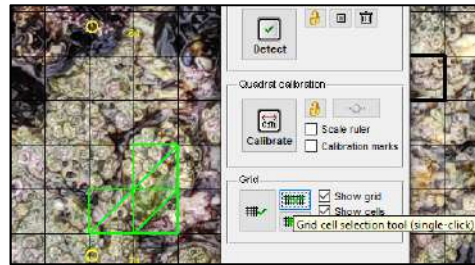 Detect
Quadrat calibration
Calibrate
cm
Scale ruler
Calibration marks
Grid
Show grid
Show cells
Grid cell selection tool (single-click)